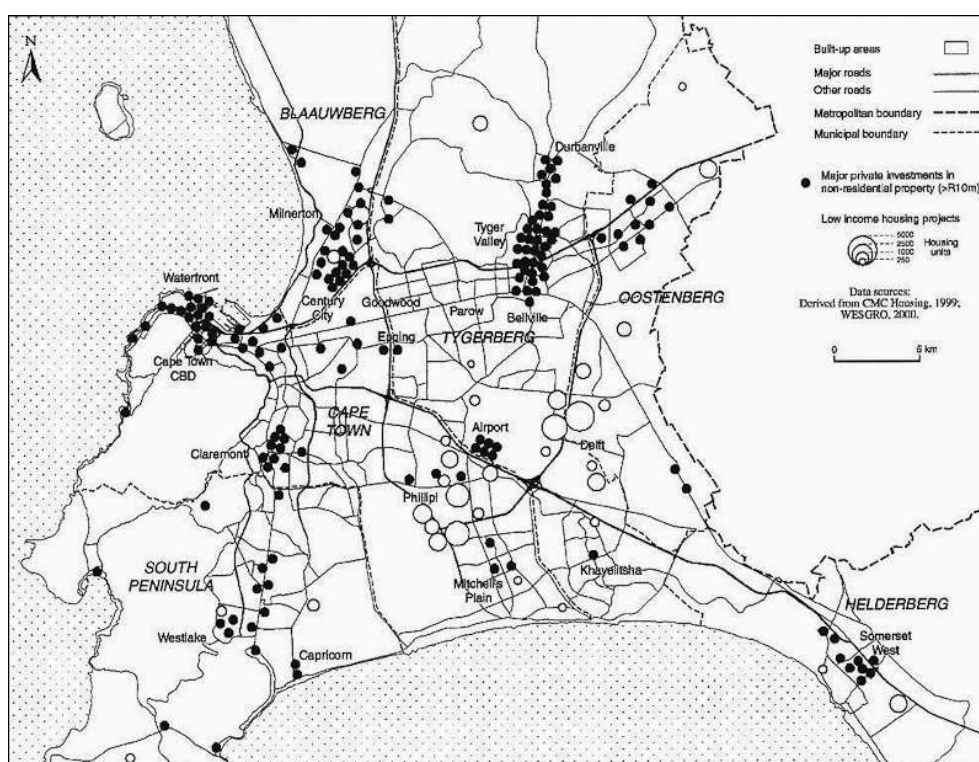 N
BLAAUWBERG
Durbanville
Milnerton
Tyger
Valley
Waterfront
Century
City
Goodwood
Parow
Bellville
OOSTENBERG
TYGERBERG
Epping
Cape Town
CBD
CAPE
TOWN
Airport
Claremont
Delft
Phillipi
SOUTH
PENINSULA
Mitchell's
Plain
Khayelitsha
HELDERBERG
Westlake
Somerset
West
Capricorn
Built-up areas
Major roads
Other roads
Metropolitan boundary
Municipal boundary
Major private investments in
non-residential property (>R10m)
Low income housing projects
5000
2500
1000
250
Housing
units
Data sources:
Derived from CMC Housing, 1999;
WESGRO, 2000.
0 6 km